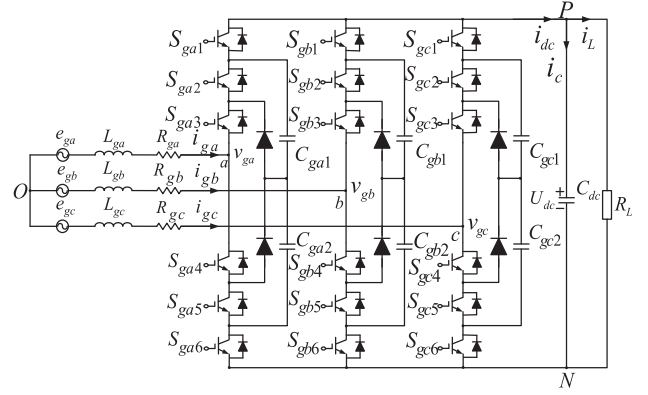 P
S_ga1 S_gb1 S_gc1 i_dc i_L
i_c
S_ga2 S_gb2 S_gc2
S_ga3 S_gb3 S_gc3
e_ga L_ga R_ga i_ga a v_ga C_ga1 C_gb1 C_gc1
O e_gb L_gb R_gb i_gb b v_gb U_dc + − C_dc R_L
e_gc L_gc R_gc i_gc c v_gc
C_ga2 C_gb2 C_gc2
S_ga4 S_gb4 S_gc4
S_ga5 S_gb5 S_gc5
S_ga6 S_gb6 S_gc6
N